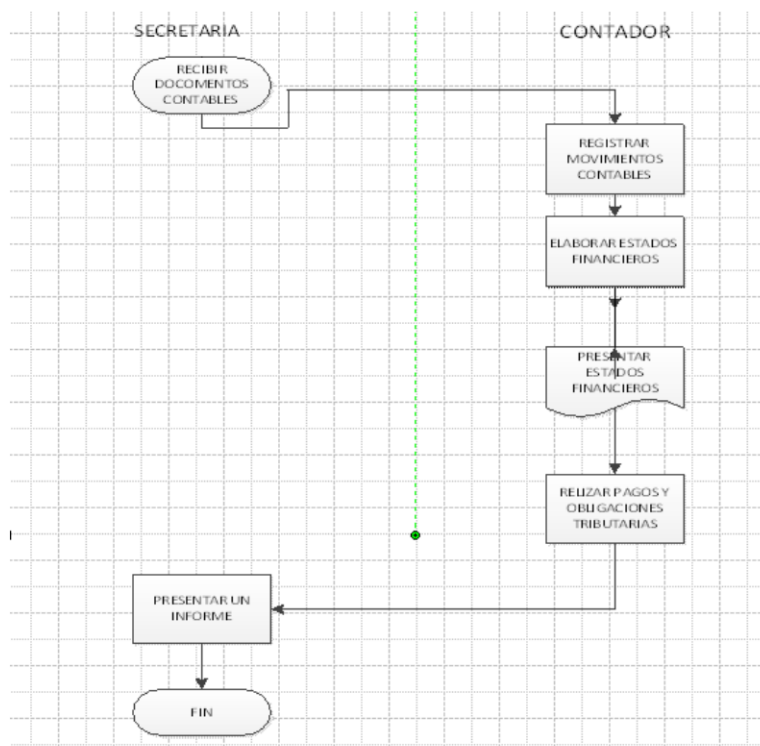 SECRETARIA
CONTADOR
RECIBIR
DOCOMENTOS
CONTABLES
REGISTRAR
MOVIMIENTOS
CONTABLES
ELABORAR ESTADOS
FINANCIEROS
PRESENTAR
ESTADOS
FINANCIEROS
RELIZAR PAGOS Y
OBLIGACIONES
TRIBUTARIAS
PRESENTAR UN
INFORME
FIN